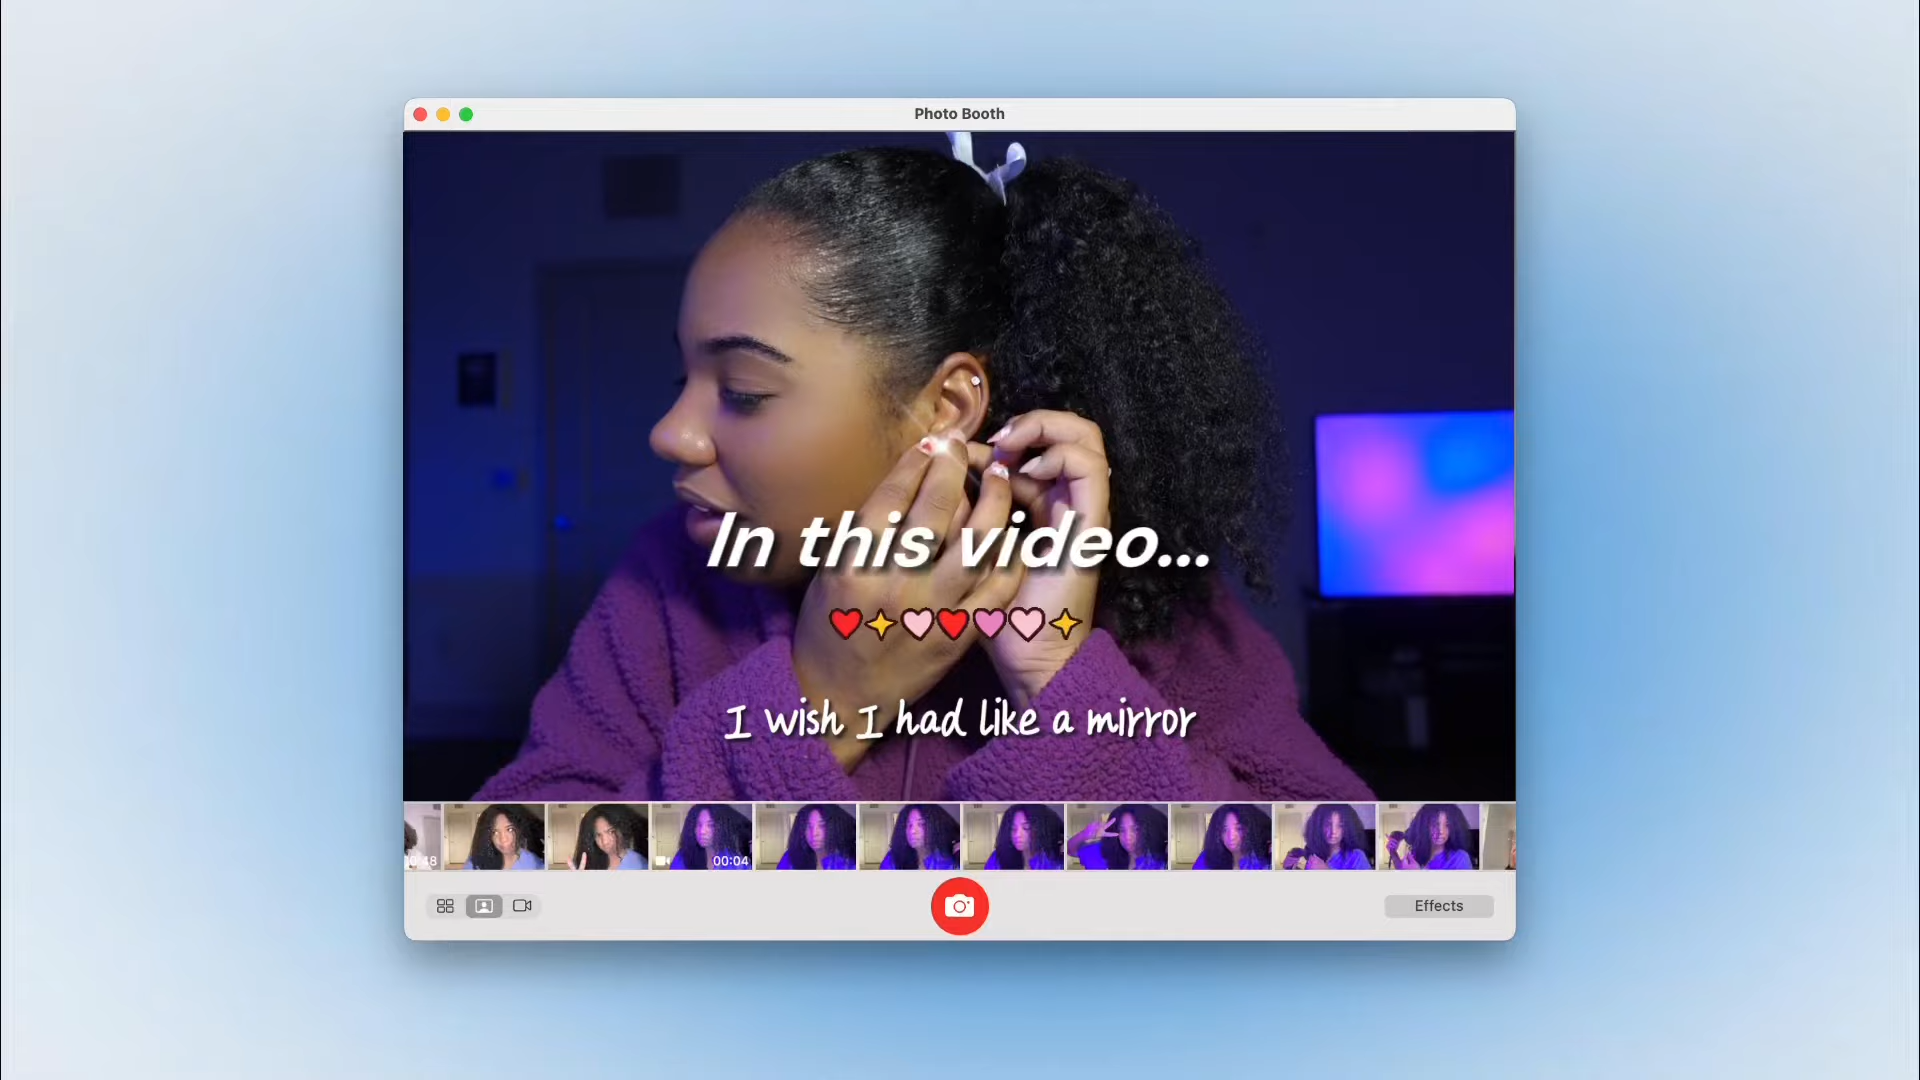 Photo Booth
In this video...
I wish I had like a mirror
00:04
Effects